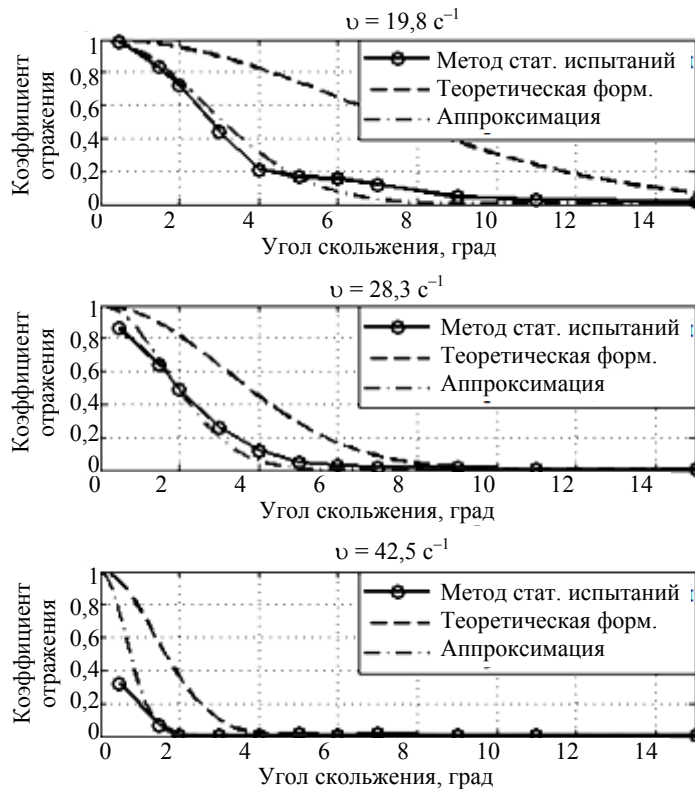 υ = 19,8 с⁻¹
Коэффициент
отражения
1
0,8
0,6
0,4
0,2
0
Метод стат. испытаний
Теоретическая форм.
Аппроксимация
0 2 4 6 8 10 12 14
Угол скольжения, град
υ = 28,3 с⁻¹
Коэффициент
отражения
1
0,8
0,6
0,4
0,2
0
Метод стат. испытаний
Теоретическая форм.
Аппроксимация
0 2 4 6 8 10 12 14
Угол скольжения, град
υ = 42,5 с⁻¹
Коэффициент
отражения
1
0,8
0,6
0,4
0,2
0
Метод стат. испытаний
Теоретическая форм.
Аппроксимация
0 2 4 6 8 10 12 14
Угол скольжения, град